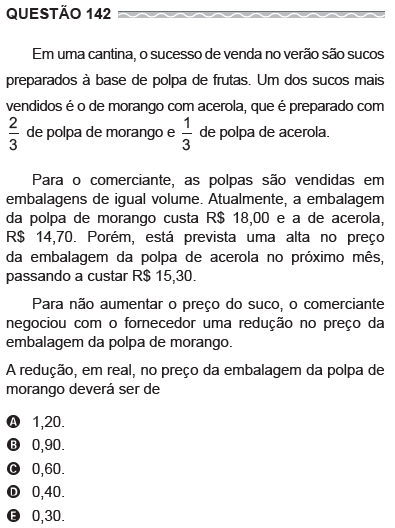 QUESTÃO 142
Em uma cantina, o sucesso de venda no verão são sucos
preparados à base de polpa de frutas. Um dos sucos mais
vendidos é o de morango com acerola, que é preparado com
2/3 de polpa de morango e 1/3 de polpa de acerola.
Para o comerciante, as polpas são vendidas em
embalagens de igual volume. Atualmente, a embalagem
da polpa de morango custa R$ 18,00 e a de acerola,
R$ 14,70. Porém, está prevista uma alta no preço
da embalagem da polpa de acerola no próximo mês,
passando a custar R$ 15,30.
Para não aumentar o preço do suco, o comerciante
negociou com o fornecedor uma redução no preço da
embalagem da polpa de morango.
A redução, em real, no preço da embalagem da polpa de
morango deverá ser de
A 1,20.
B 0,90.
C 0,60.
D 0,40.
E 0,30.